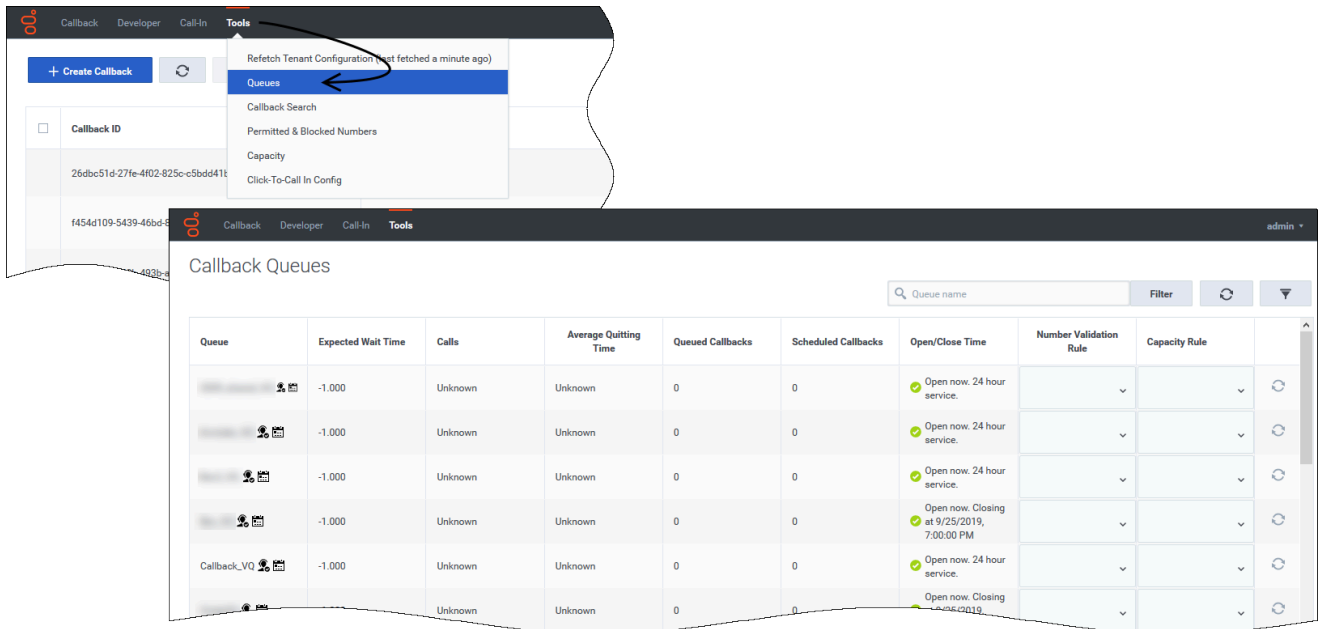 Callback Developer Call-In Tools
Refetch Tenant Configuration (last fetched a minute ago)
+ Create Callback
Queues
Callback Search
Callback ID
Permitted & Blocked Numbers
Capacity
26dbc51d-27fe-4f02-825c-c5bdd41b
Click-To-Call In Config
f454d109-5439-46bd-8
-493b-a
Callback Developer Call-In Tools admin
Callback Queues
Queue name Filter
Queue Expected Wait Time Calls Average Quitting Time Queued Callbacks Scheduled Callbacks Open/Close Time Number Validation Rule Capacity Rule
-1.000 Unknown Unknown 0 0 Open now. 24 hour service.
-1.000 Unknown Unknown 0 0 Open now. 24 hour service.
-1.000 Unknown Unknown 0 0 Open now. 24 hour service.
-1.000 Unknown Unknown 0 0 Open now. Closing at 9/25/2019, 7:00:00 PM
Callback_VQ -1.000 Unknown Unknown 0 0 Open now. 24 hour service.
Unknown Unknown 0 0 Open now. Closing